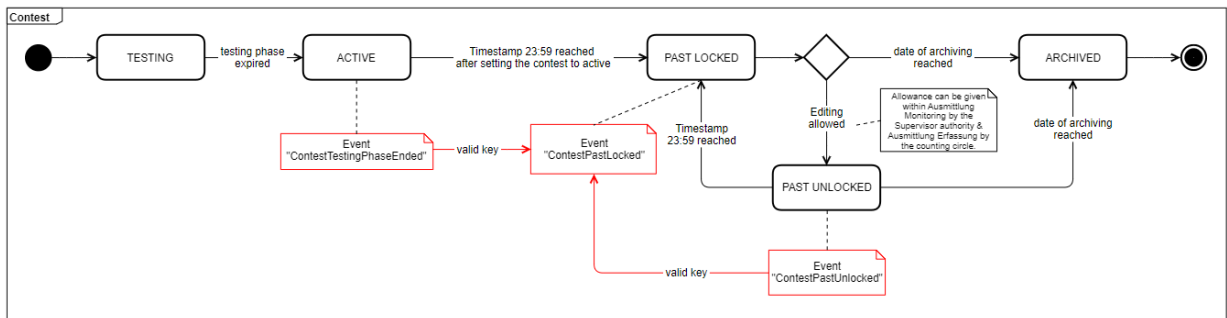 Contest
TESTING
testing phase
expired
ACTIVE
Timestamp 23:59 reached
after setting the contest to active
PAST LOCKED
date of archiving
reached
ARCHIVED
Editing
allowed
Allowance can be given
within Ausmittlung
Monitoring by the
Supervisor authority &
Ausmittlung Erfassung by
the counting circle.
Timestamp
23:59 reached
date of archiving
reached
Event
"ContestTestingPhaseEnded"
valid key
Event
"ContestPastLocked"
PAST UNLOCKED
valid key
Event
"ContestPastUnlocked"